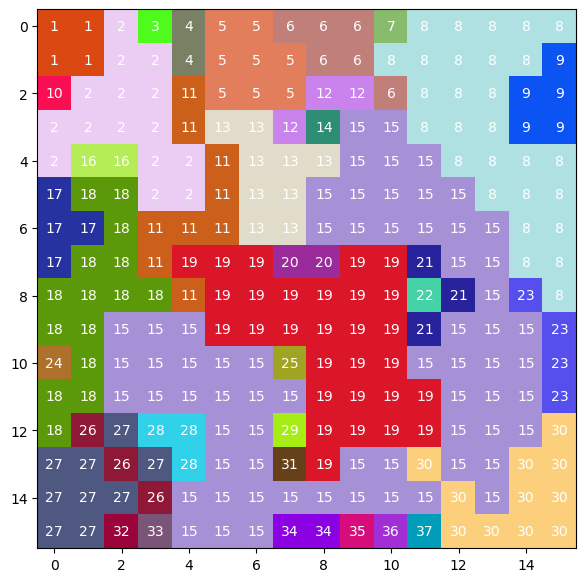 0 1 1 2 3 4 5 5 6 6 6 7 8 8 8 8 8
1 1 2 2 4 5 5 5 6 6 8 8 8 8 8 9
2 10 2 2 2 11 5 5 5 12 12 6 8 8 8 9 9
2 2 2 2 11 13 13 12 14 15 15 8 8 8 9 9
4 2 16 16 2 2 11 13 13 13 15 15 15 8 8 8 8
17 18 18 2 2 11 13 13 15 15 15 15 15 8 8 8
6 17 17 18 11 11 11 13 13 15 15 15 15 15 15 8 8
17 18 18 11 19 19 19 20 20 19 19 21 15 15 8 8
8 18 18 18 18 11 19 19 19 19 19 19 22 21 15 23 8
18 18 15 15 15 19 19 19 19 19 19 21 15 15 15 23
10 24 18 15 15 15 15 15 25 19 19 19 15 15 15 15 23
18 18 15 15 15 15 15 15 19 19 19 19 15 15 15 23
12 18 26 27 28 28 15 15 29 19 19 19 19 15 15 15 30
27 27 26 27 28 15 15 31 19 15 15 30 15 15 30 30
14 27 27 27 26 15 15 15 15 15 15 15 15 30 15 30 30
27 27 32 33 15 15 15 34 34 35 36 37 30 30 30 30
0 2 4 6 8 10 12 14